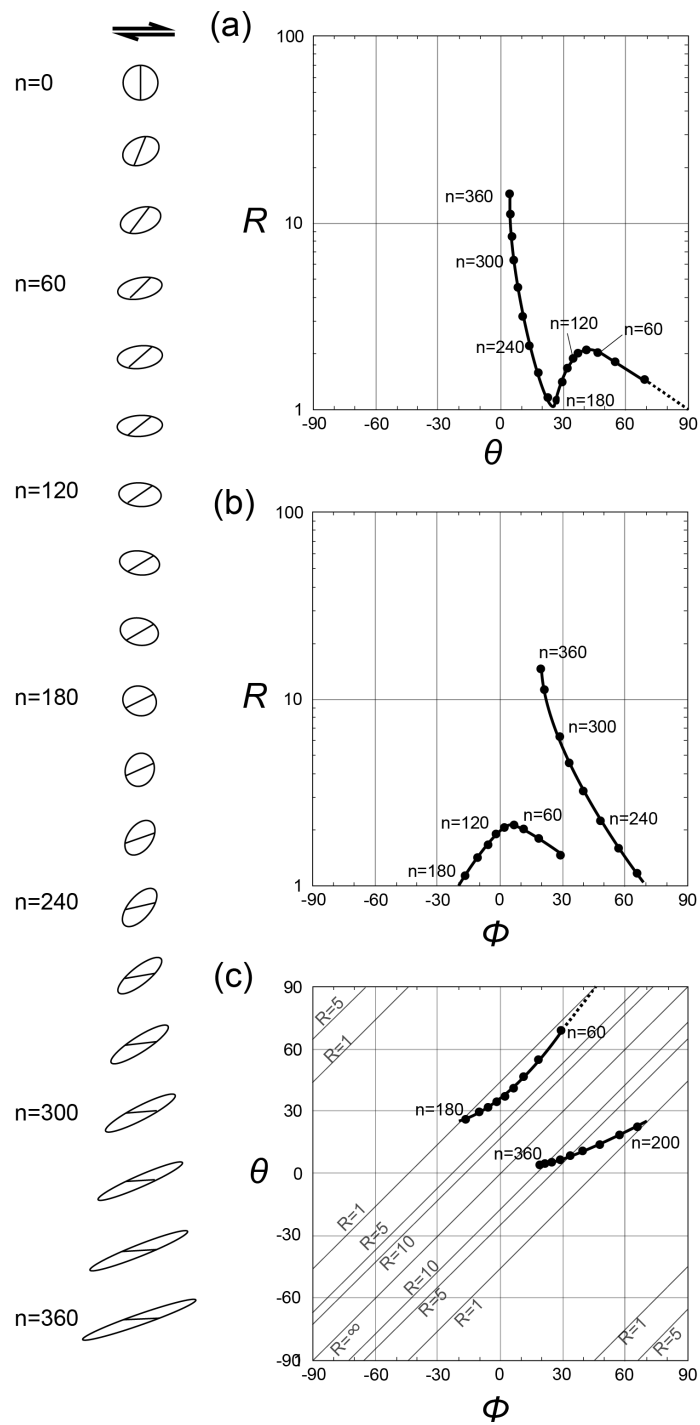 n=0
n=60
n=120
n=180
n=240
n=300
n=360
(a)
100
R
10
1
n=360
n=300
n=240
n=120
n=60
n=180
-90 -60 -30 0 30 60 90
θ
(b)
100
R
10
1
n=360
n=300
n=240
n=120
n=60
n=180
-90 -60 -30 0 30 60 90
Φ
(c)
90
60
30
θ
0
-30
-60
-90
R=5
R=1
n=60
n=180
n=360
n=200
R=1
R=5
R=10
R=10
R=5
R=1
R=∞
R=1
R=5
-90 -60 -30 0 30 60 90
Φ